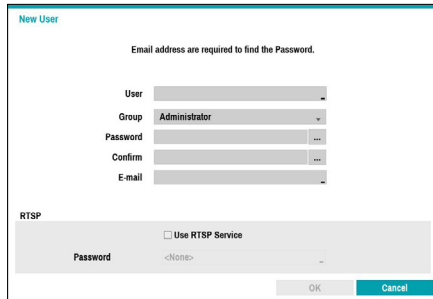 New User
Email address are required to find the Password.
User
Group Administrator
Password ...
Confirm ...
E-mail
RTSP
Use RTSP Service
Password <None>
OK Cancel